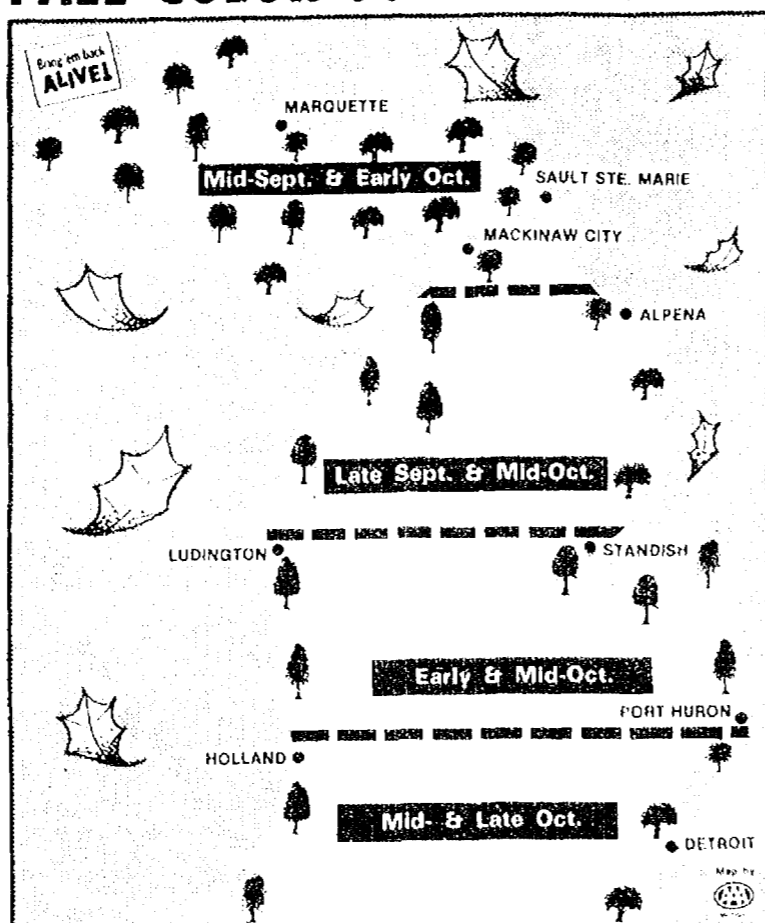 Bring 'em back
ALIVE!
MARQUETTE
Mid-Sept. & Early Oct.
SAULT STE. MARIE
MACKINAW CITY
ALPENA
Late Sept. & Mid-Oct.
LUDINGTON
STANDISH
Early & Mid-Oct.
PORT HURON
HOLLAND
Mid- & Late Oct.
DETROIT
Map by